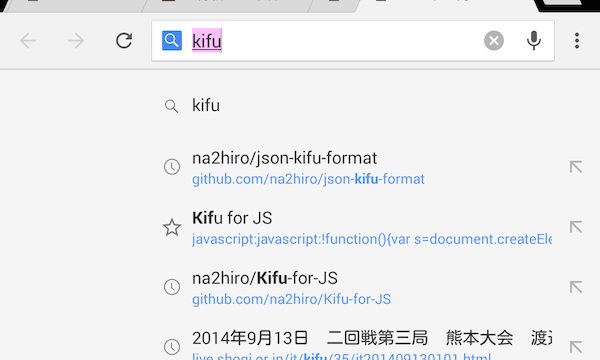 kifu
kifu
na2hiro/json-kifu-format
github.com/na2hiro/json-kifu-format
Kifu for JS
javascript:javascript:!function(){var s=document.createEle
na2hiro/Kifu-for-JS
github.com/na2hiro/Kifu-for-JS
2014年9月13日　二回戦第三局　熊本大会　渡辺
live.shogi.or.jp/jt/kifu/35/jt201409130101.html